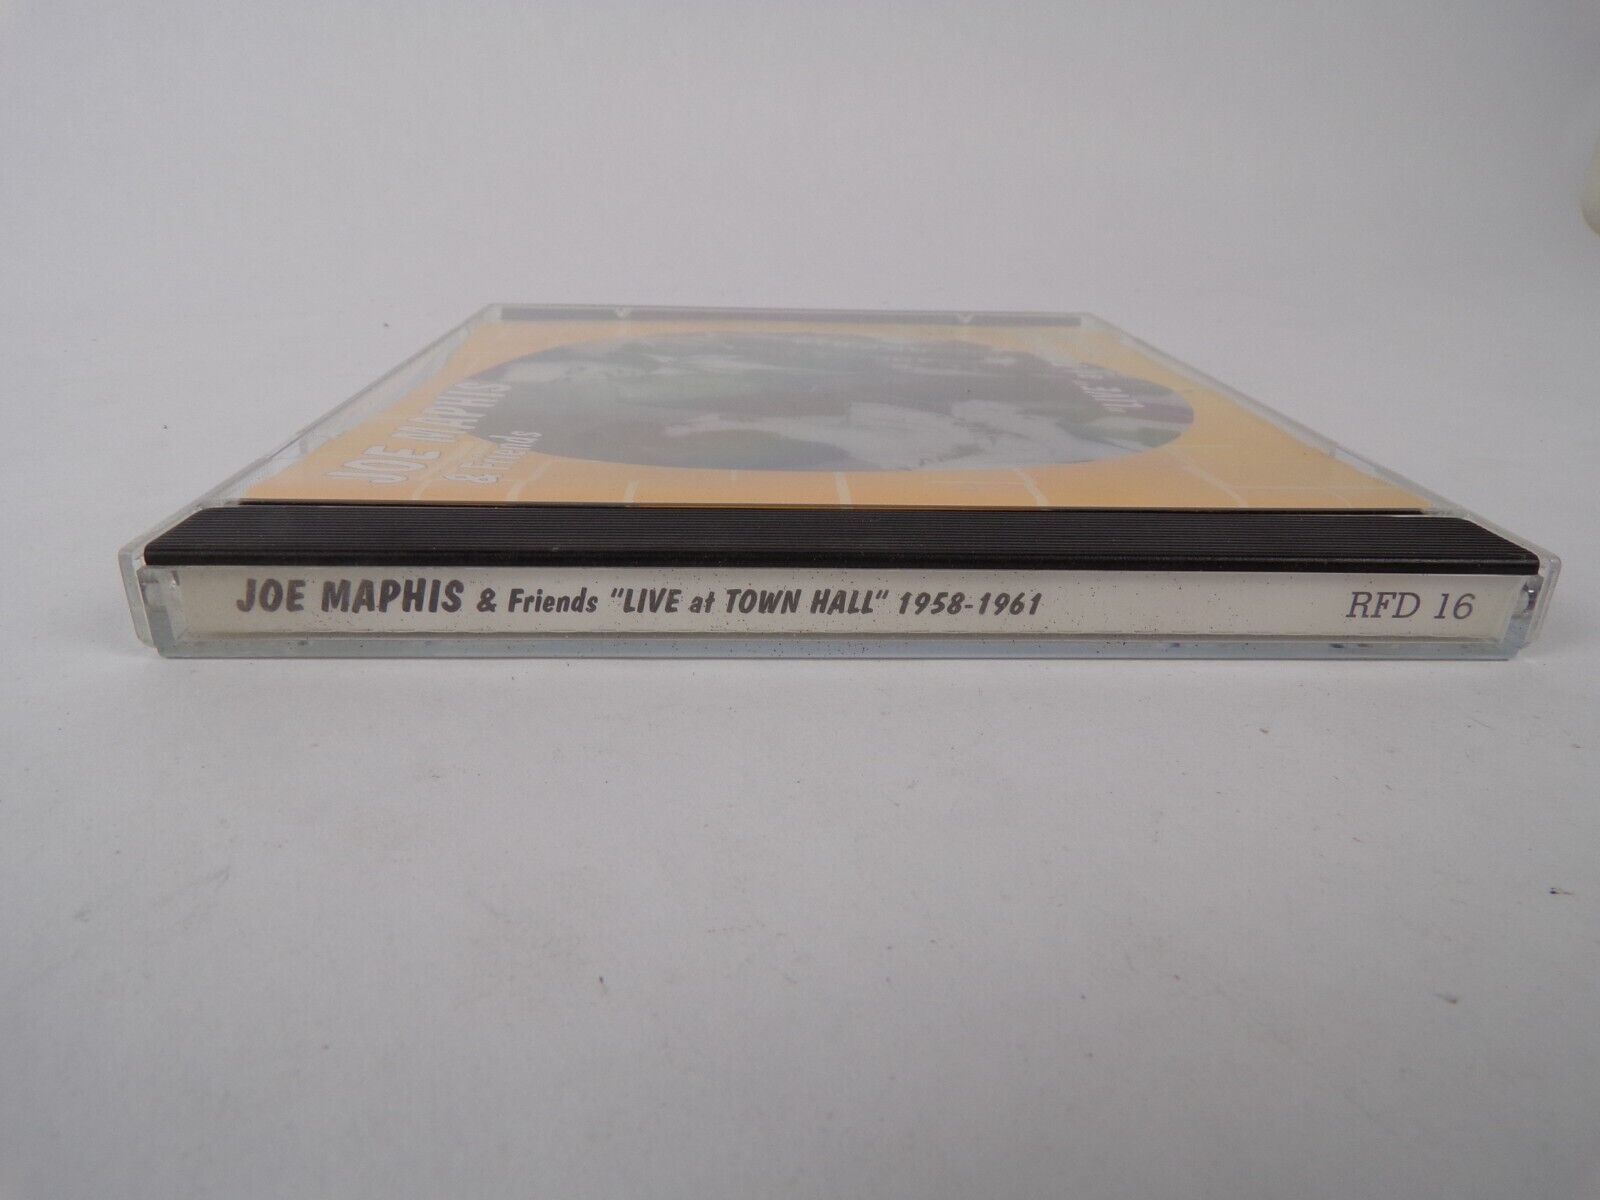 JOE MAPHIS
& Friends
JOE MAPHIS & Friends "LIVE at TOWN HALL" 1958-1961 RFD 16